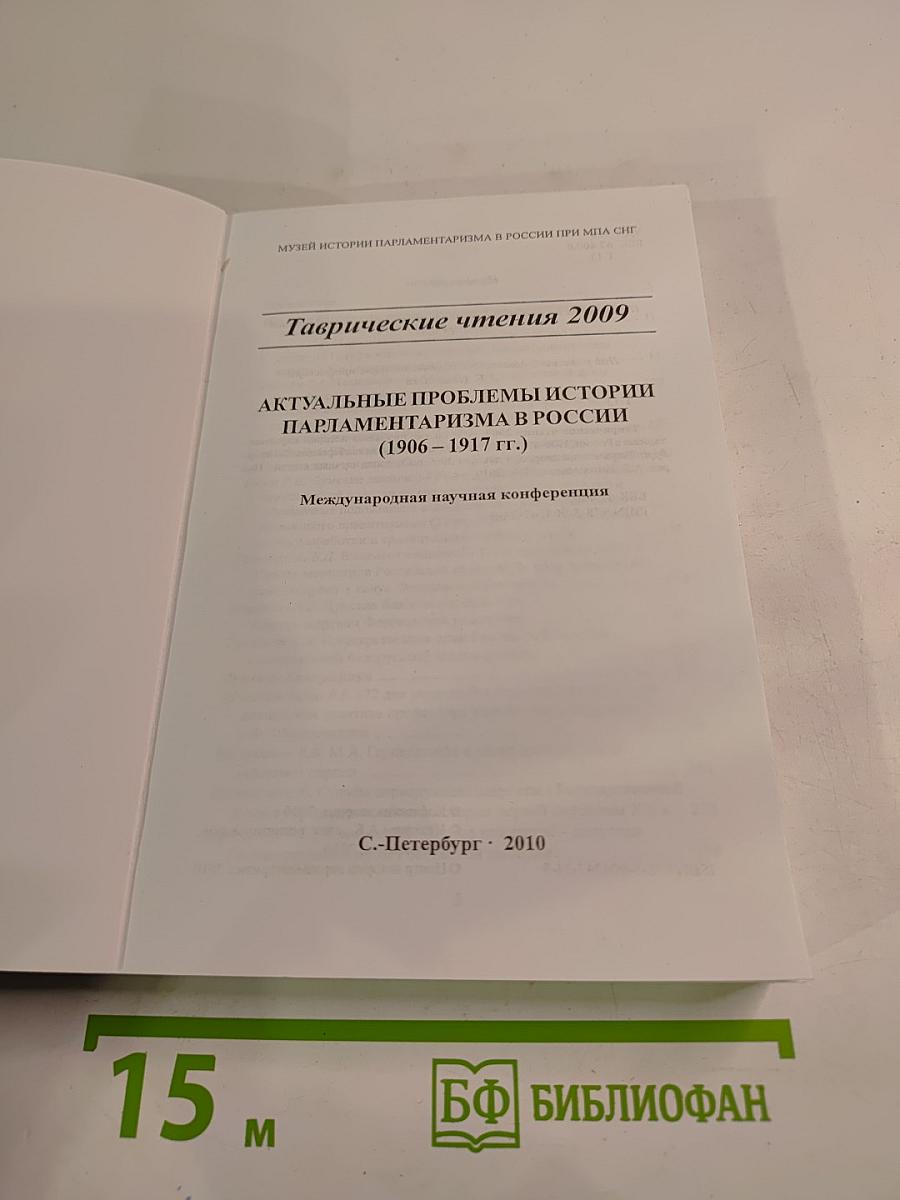 МУЗЕЙ ИСТОРИИ ПАРЛАМЕНТАРИЗМА В РОССИИ ПРИ МПА СНГ
Таврические чтения 2009
АКТУАЛЬНЫЕ ПРОБЛЕМЫ ИСТОРИИ
ПАРЛАМЕНТАРИЗМА В РОССИИ
(1906 – 1917 гг.)
Международная научная конференция
С.-Петербург · 2010
15 м
БФ БИБЛИОФАН